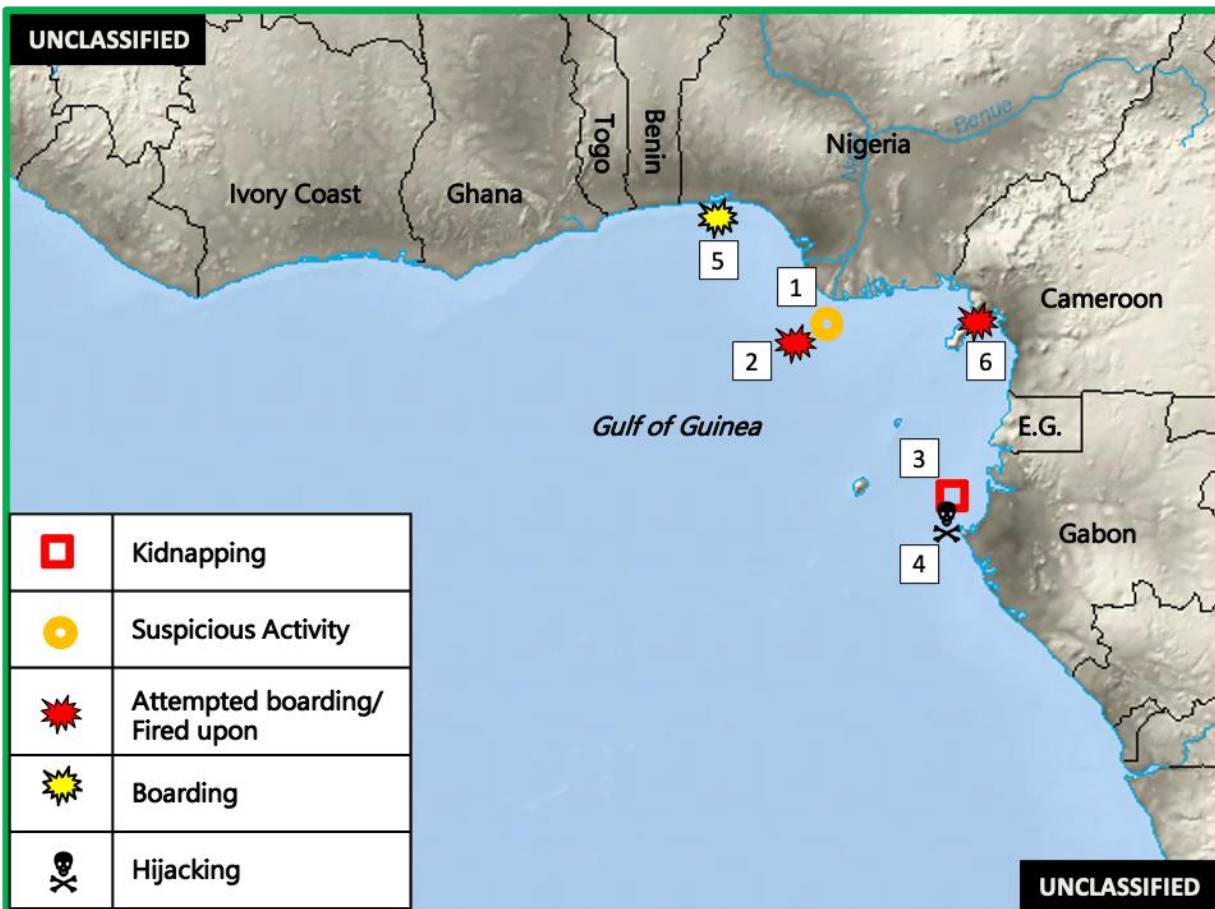 UNCLASSIFIED
Togo
Benin
Benue
Nigeria
Ivory Coast
Ghana
5
1
Cameroon
2
6
Gulf of Guinea
E.G.
3
Gabon
4
Kidnapping
Suspicious Activity
Attempted boarding/
Fired upon
Boarding
Hijacking
UNCLASSIFIED